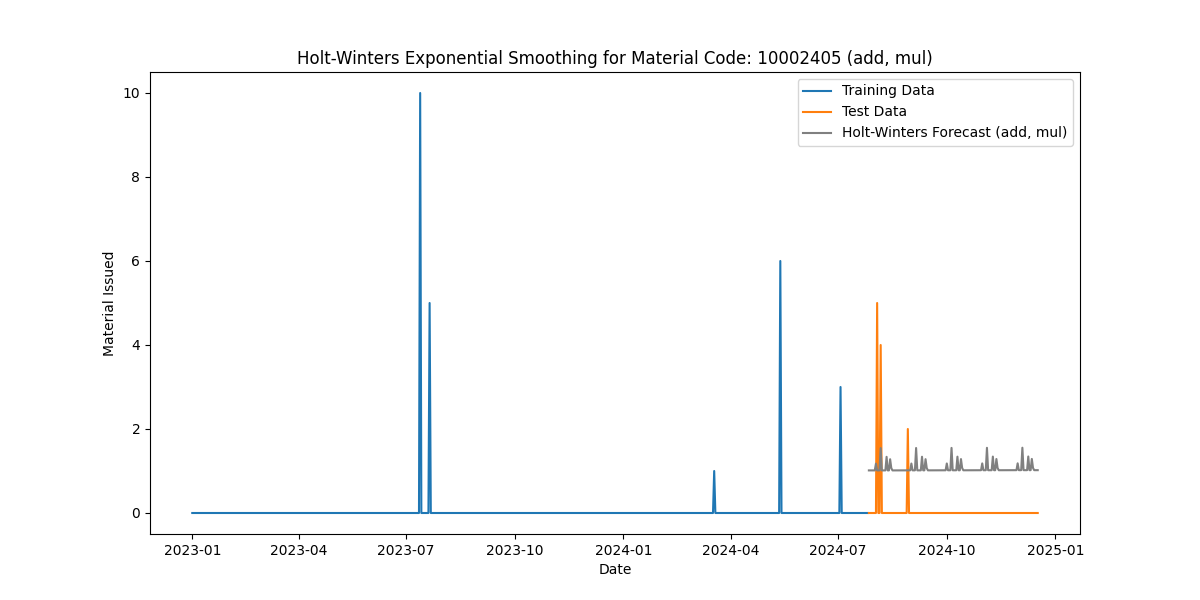 Holt-Winters Exponential Smoothing for Material Code: 10002405 (add, mul)
Training Data
Test Data
Holt-Winters Forecast (add, mul)
Material Issued
10
8
6
4
2
0
2023-01
2023-04
2023-07
2023-10
2024-01
2024-04
2024-07
2024-10
2025-01
Date